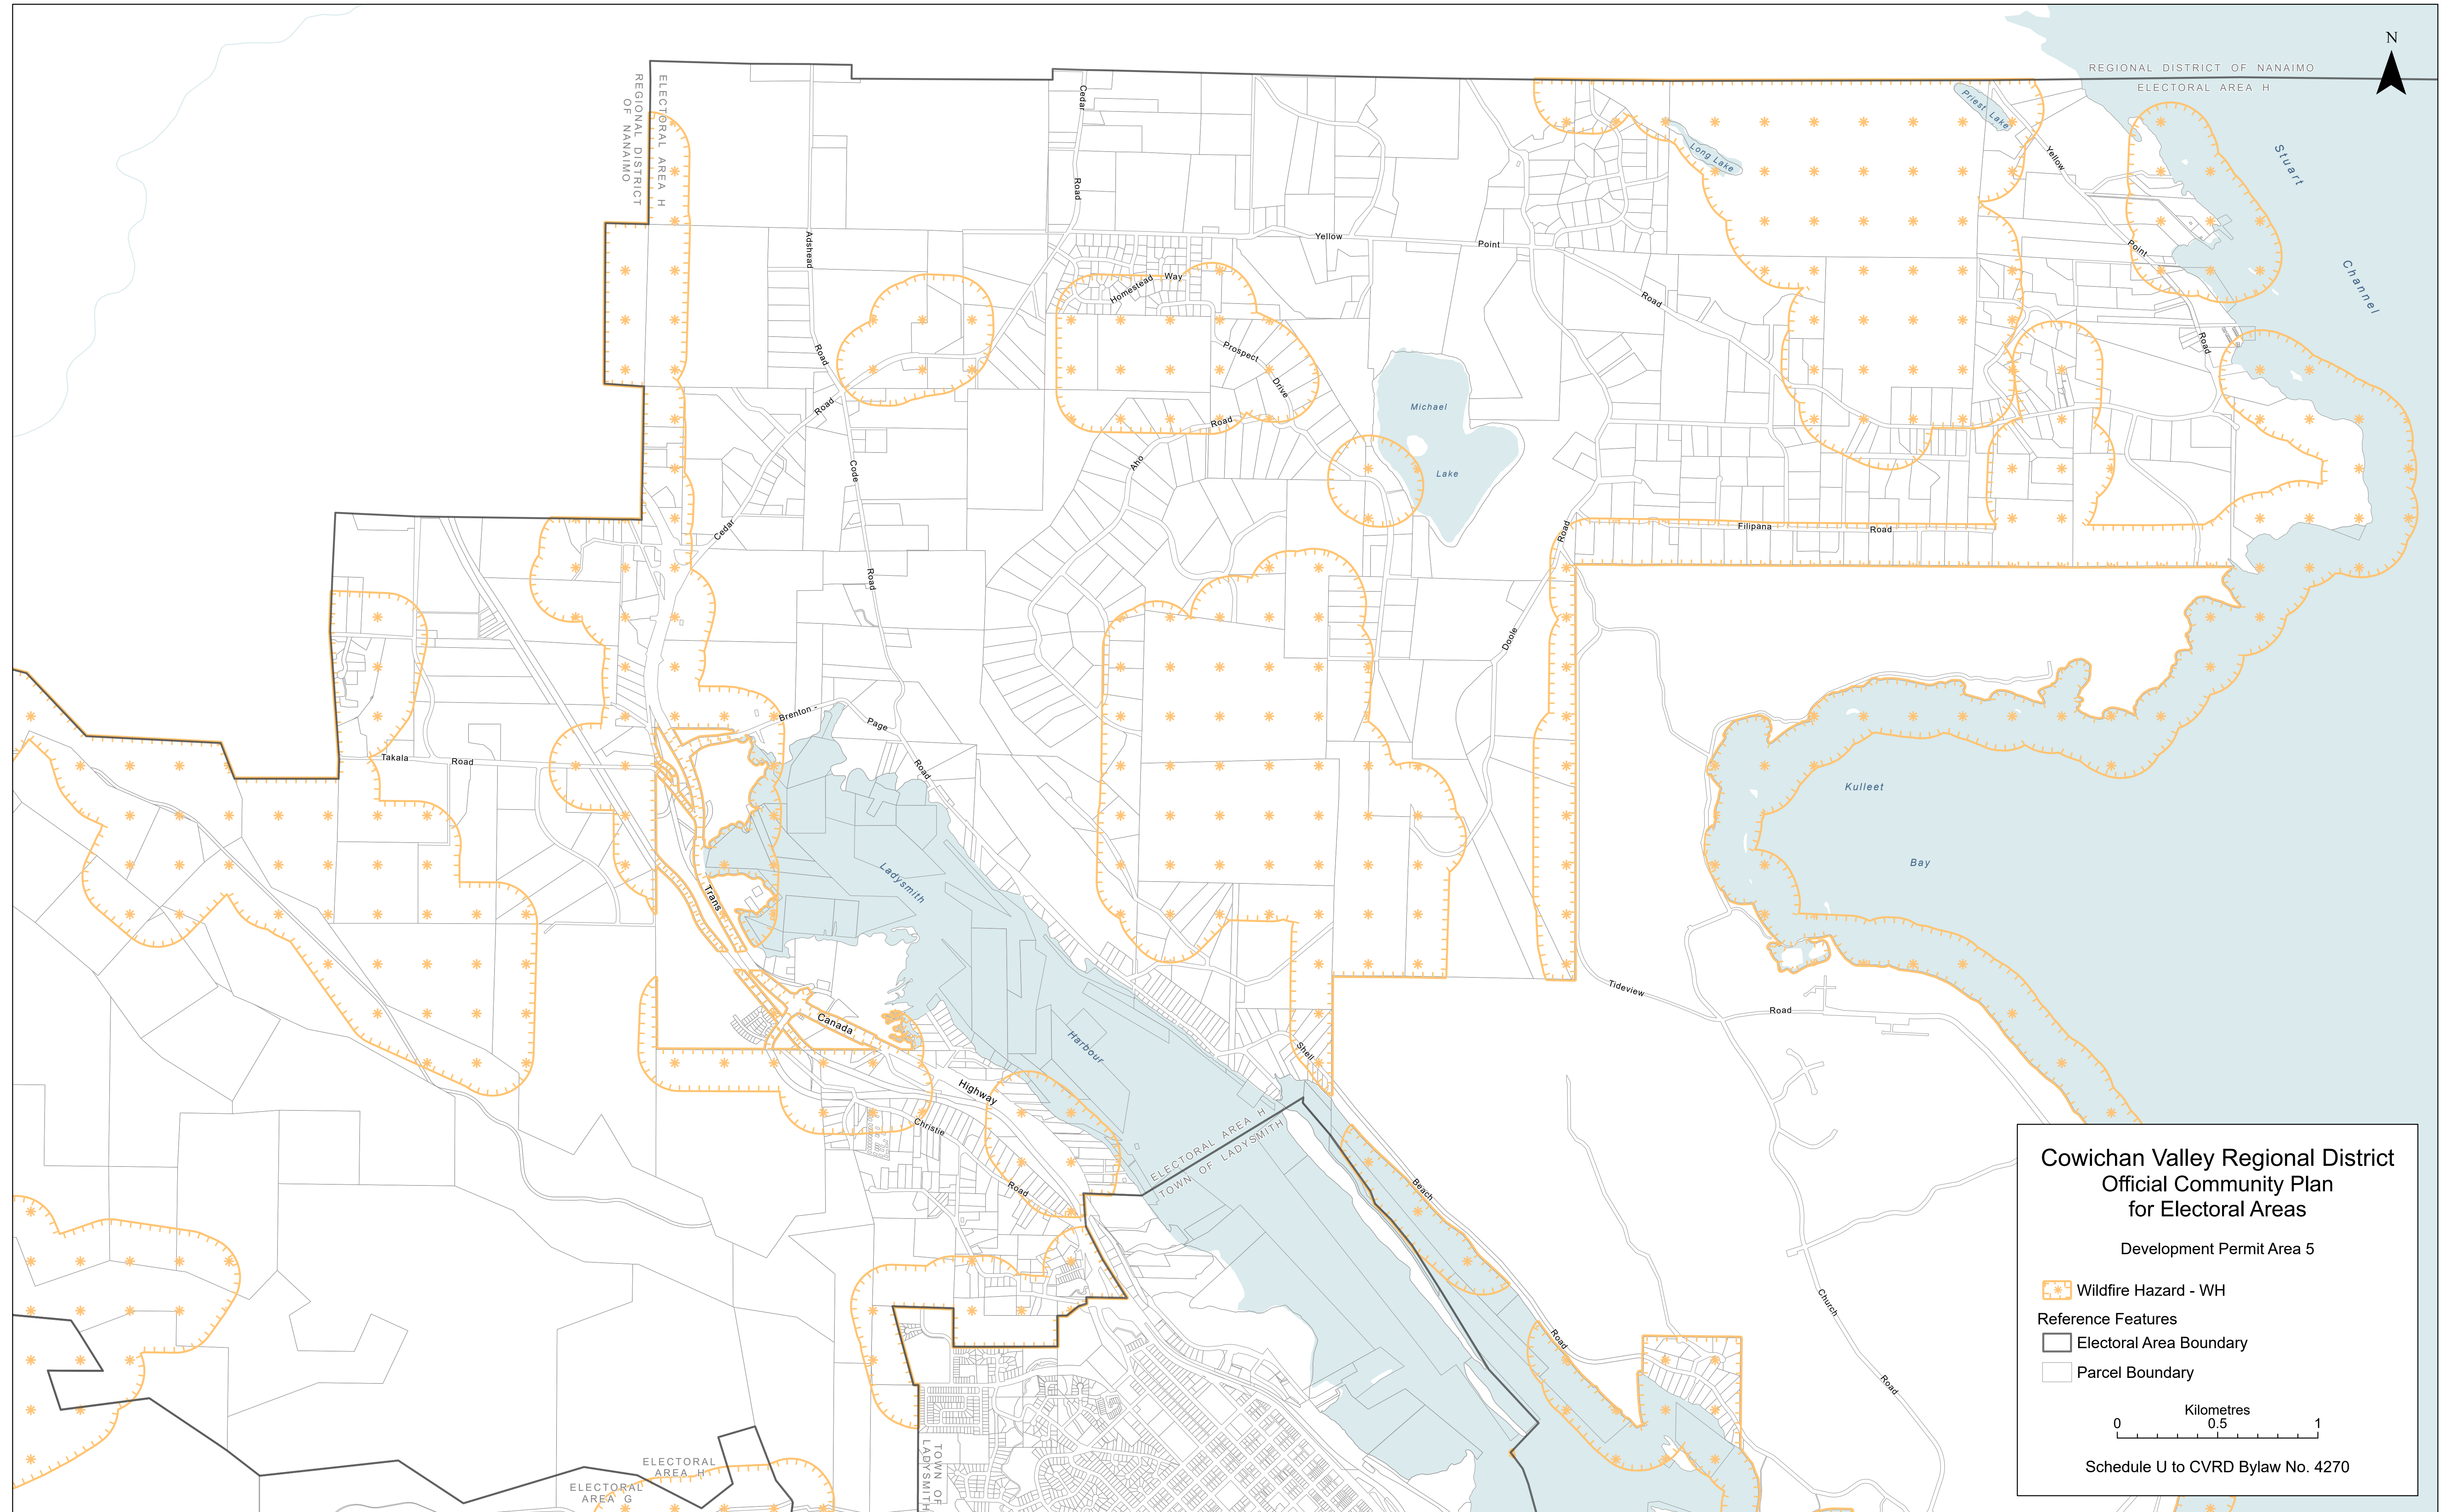 N
REGIONAL DISTRICT OF NANAIMO
ELECTORAL AREA H
ELECTORAL AREA H
REGIONAL DISTRICT
OF NANAIMO
Cedar
Road
Priest Lake
Long Lake
Yellow
Point
Road
Stuart
Channel
Adshead
Road
Yellow
Point
Road
Homestead
Way
Prospect
Drive
Aho
Road
Michael
Lake
Cedar
Road
Code
Road
Filipana
Road
Doole
Road
Takala
Road
Brenton -
Page
Road
Kulleet
Bay
Ladysmith
Harbour
Trans
Canada
Highway
Tideview
Road
Christie
Road
Shell
Beach
Road
ELECTORAL AREA H
TOWN OF LADYSMITH
Church
Road
ELECTORAL
AREA H
ELECTORAL
AREA G
TOWN OF
LADYSMITH
Cowichan Valley Regional District
Official Community Plan
for Electoral Areas
Development Permit Area 5
Wildfire Hazard - WH
Reference Features
Electoral Area Boundary
Parcel Boundary
Kilometres
0 0.5 1
Schedule U to CVRD Bylaw No. 4270